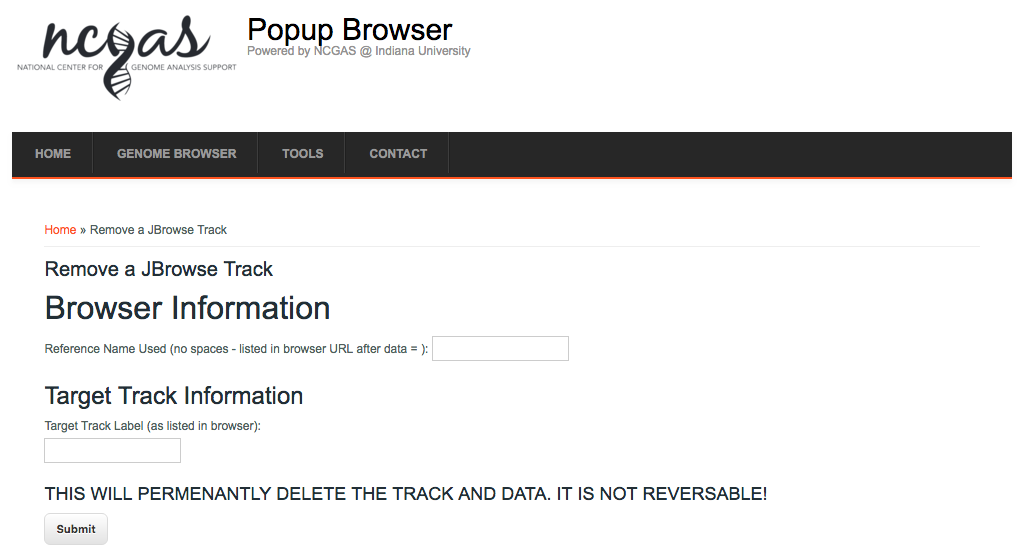 ncgas
NATIONAL CENTER FOR GENOME ANALYSIS SUPPORT
Popup Browser
Powered by NCGAS @ Indiana University
HOME GENOME BROWSER TOOLS CONTACT
Home » Remove a JBrowse Track
Remove a JBrowse Track
Browser Information
Reference Name Used (no spaces - listed in browser URL after data = ):
Target Track Information
Target Track Label (as listed in browser):
THIS WILL PERMENANTLY DELETE THE TRACK AND DATA. IT IS NOT REVERSABLE!
Submit